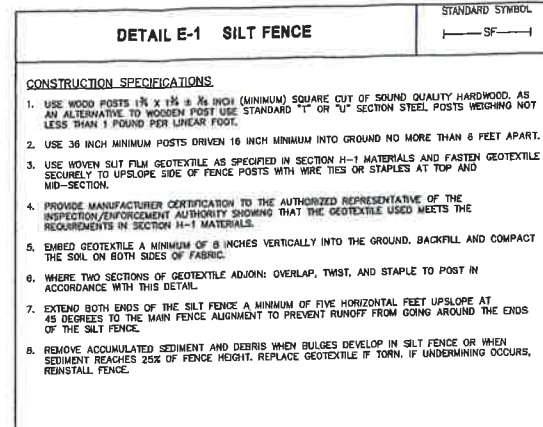 STANDARD SYMBOL
DETAIL E-1 SILT FENCE
SF
CONSTRUCTION SPECIFICATIONS
1. USE WOOD POSTS 1¾ X 1¾ ± 1/16 INCH (MINIMUM) SQUARE CUT OF SOUND QUALITY HARDWOOD. AS
AN ALTERNATIVE TO WOODEN POST USE STANDARD "T" OR "U" SECTION STEEL POSTS WEIGHING NOT
LESS THAN 1 POUND PER LINEAR FOOT.
2. USE 36 INCH MINIMUM POSTS DRIVEN 16 INCH MINIMUM INTO GROUND NO MORE THAN 6 FEET APART.
3. USE WOVEN SLIT FILM GEOTEXTILE AS SPECIFIED IN SECTION H-1 MATERIALS AND FASTEN GEOTEXTILE
SECURELY TO UPSLOPE SIDE OF FENCE POSTS WITH WIRE TIES OR STAPLES AT TOP AND
MID-SECTION.
4. PROVIDE MANUFACTURER CERTIFICATION TO THE AUTHORIZED REPRESENTATIVE OF THE
INSPECTION/ENFORCEMENT AUTHORITY SHOWING THAT THE GEOTEXTILE USED MEETS THE
REQUIREMENTS IN SECTION H-1 MATERIALS.
5. EMBED GEOTEXTILE A MINIMUM OF 8 INCHES VERTICALLY INTO THE GROUND. BACKFILL AND COMPACT
THE SOIL ON BOTH SIDES OF FABRIC.
6. WHERE TWO SECTIONS OF GEOTEXTILE ADJOIN: OVERLAP, TWIST, AND STAPLE TO POST IN
ACCORDANCE WITH THIS DETAIL.
7. EXTEND BOTH ENDS OF THE SILT FENCE A MINIMUM OF FIVE HORIZONTAL FEET UPSLOPE AT
45 DEGREES TO THE MAIN FENCE ALIGNMENT TO PREVENT RUNOFF FROM GOING AROUND THE ENDS
OF THE SILT FENCE.
8. REMOVE ACCUMULATED SEDIMENT AND DEBRIS WHEN BULGES DEVELOP IN SILT FENCE OR WHEN
SEDIMENT REACHES 25% OF FENCE HEIGHT. REPLACE GEOTEXTILE IF TORN. IF UNDERMINING OCCURS,
REINSTALL FENCE.